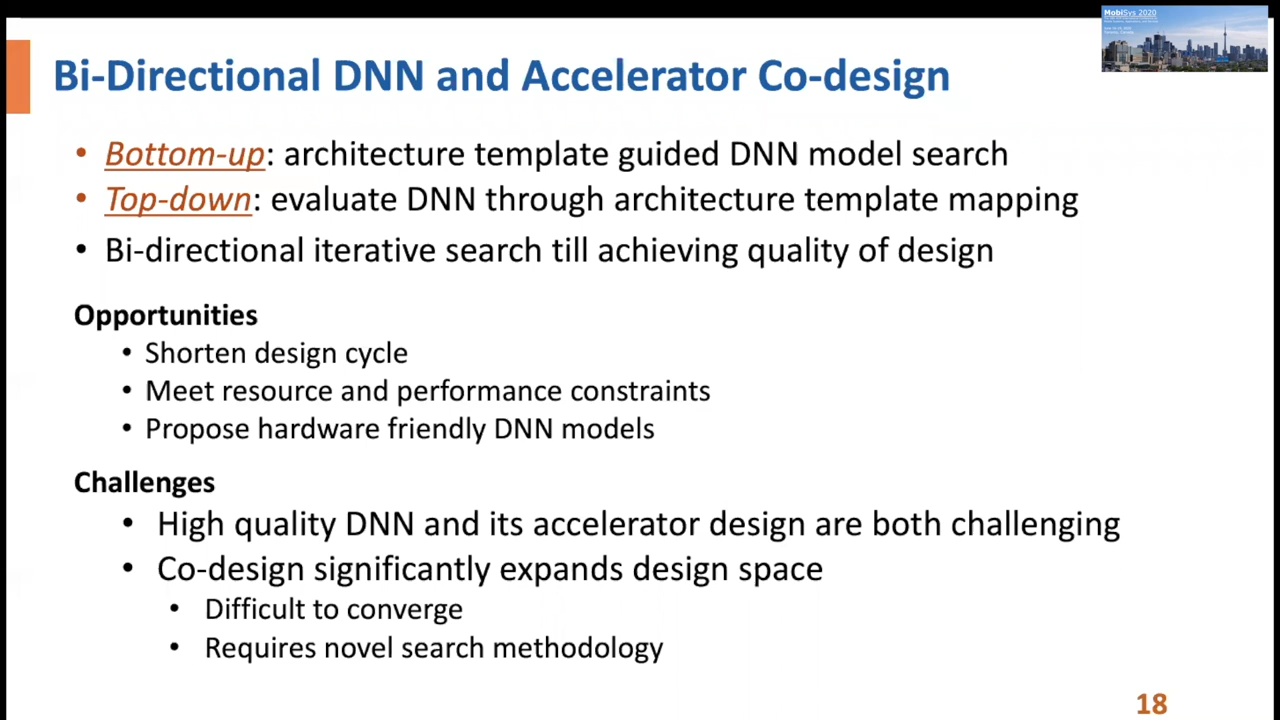 MobiSys 2020
Bi-Directional DNN and Accelerator Co-design
• Bottom-up: architecture template guided DNN model search
• Top-down: evaluate DNN through architecture template mapping
• Bi-directional iterative search till achieving quality of design
Opportunities
• Shorten design cycle
• Meet resource and performance constraints
• Propose hardware friendly DNN models
Challenges
• High quality DNN and its accelerator design are both challenging
• Co-design significantly expands design space
• Difficult to converge
• Requires novel search methodology
18